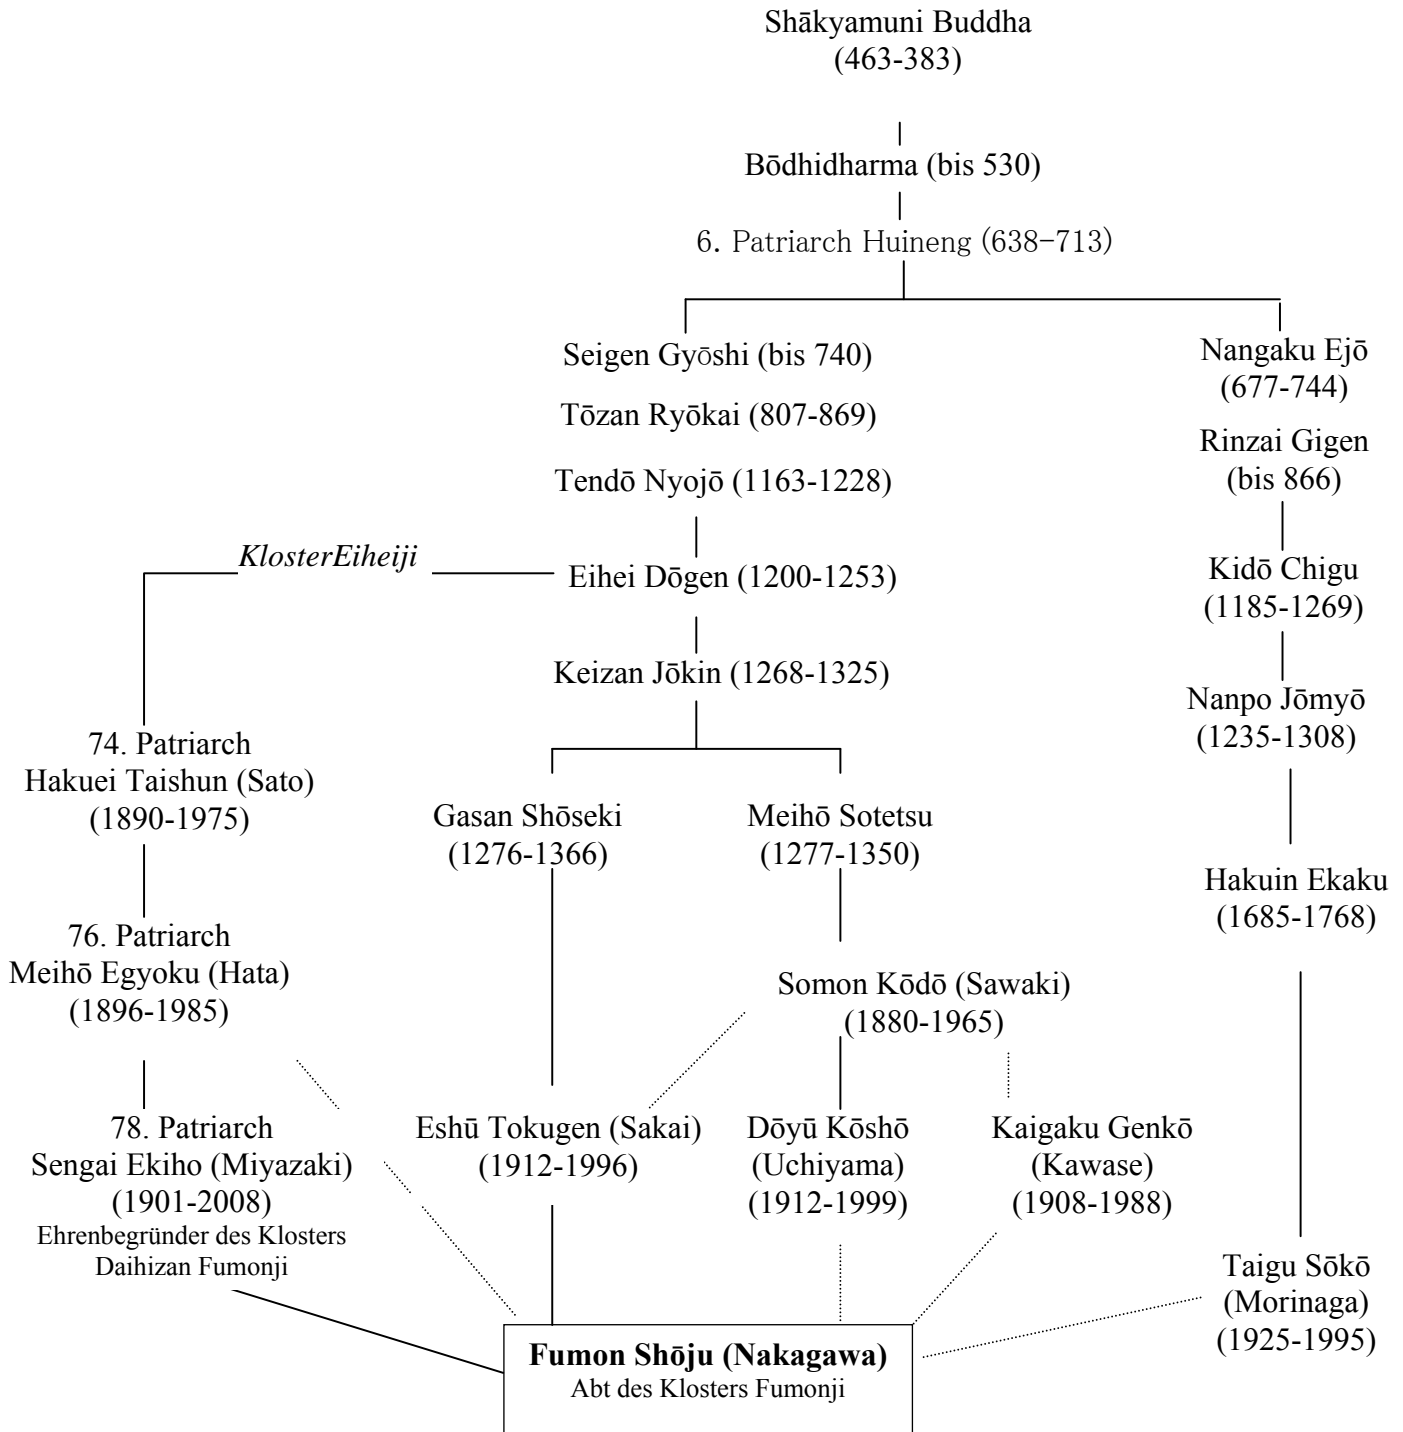 Shākyamuni Buddha
(463-383)
Bōdhidharma (bis 530)
6. Patriarch Huineng (638-713)
Seigen Gyōshi (bis 740)
Nangaku Ejō
(677-744)
Tōzan Ryōkai (807-869)
Rinzai Gigen
(bis 866)
Tendō Nyojō (1163-1228)
KlosterEiheiji
Eihei Dōgen (1200-1253)
Kidō Chigu
(1185-1269)
Keizan Jōkin (1268-1325)
Nanpo Jōmyō
(1235-1308)
74. Patriarch
Hakuei Taishun (Sato)
(1890-1975)
Gasan Shōseki
(1276-1366)
Meihō Sotetsu
(1277-1350)
Hakuin Ekaku
(1685-1768)
76. Patriarch
Meihō Egyoku (Hata)
(1896-1985)
Somon Kōdō (Sawaki)
(1880-1965)
78. Patriarch
Sengai Ekiho (Miyazaki)
(1901-2008)
Ehrenbegründer des Klosters
Daihizan Fumonji
Eshū Tokugen (Sakai)
(1912-1996)
Dōyū Kōshō
(Uchiyama)
(1912-1999)
Kaigaku Genkō
(Kawase)
(1908-1988)
Taigu Sōkō
(Morinaga)
(1925-1995)
Fumon Shōju (Nakagawa)
Abt des Klosters Fumonji